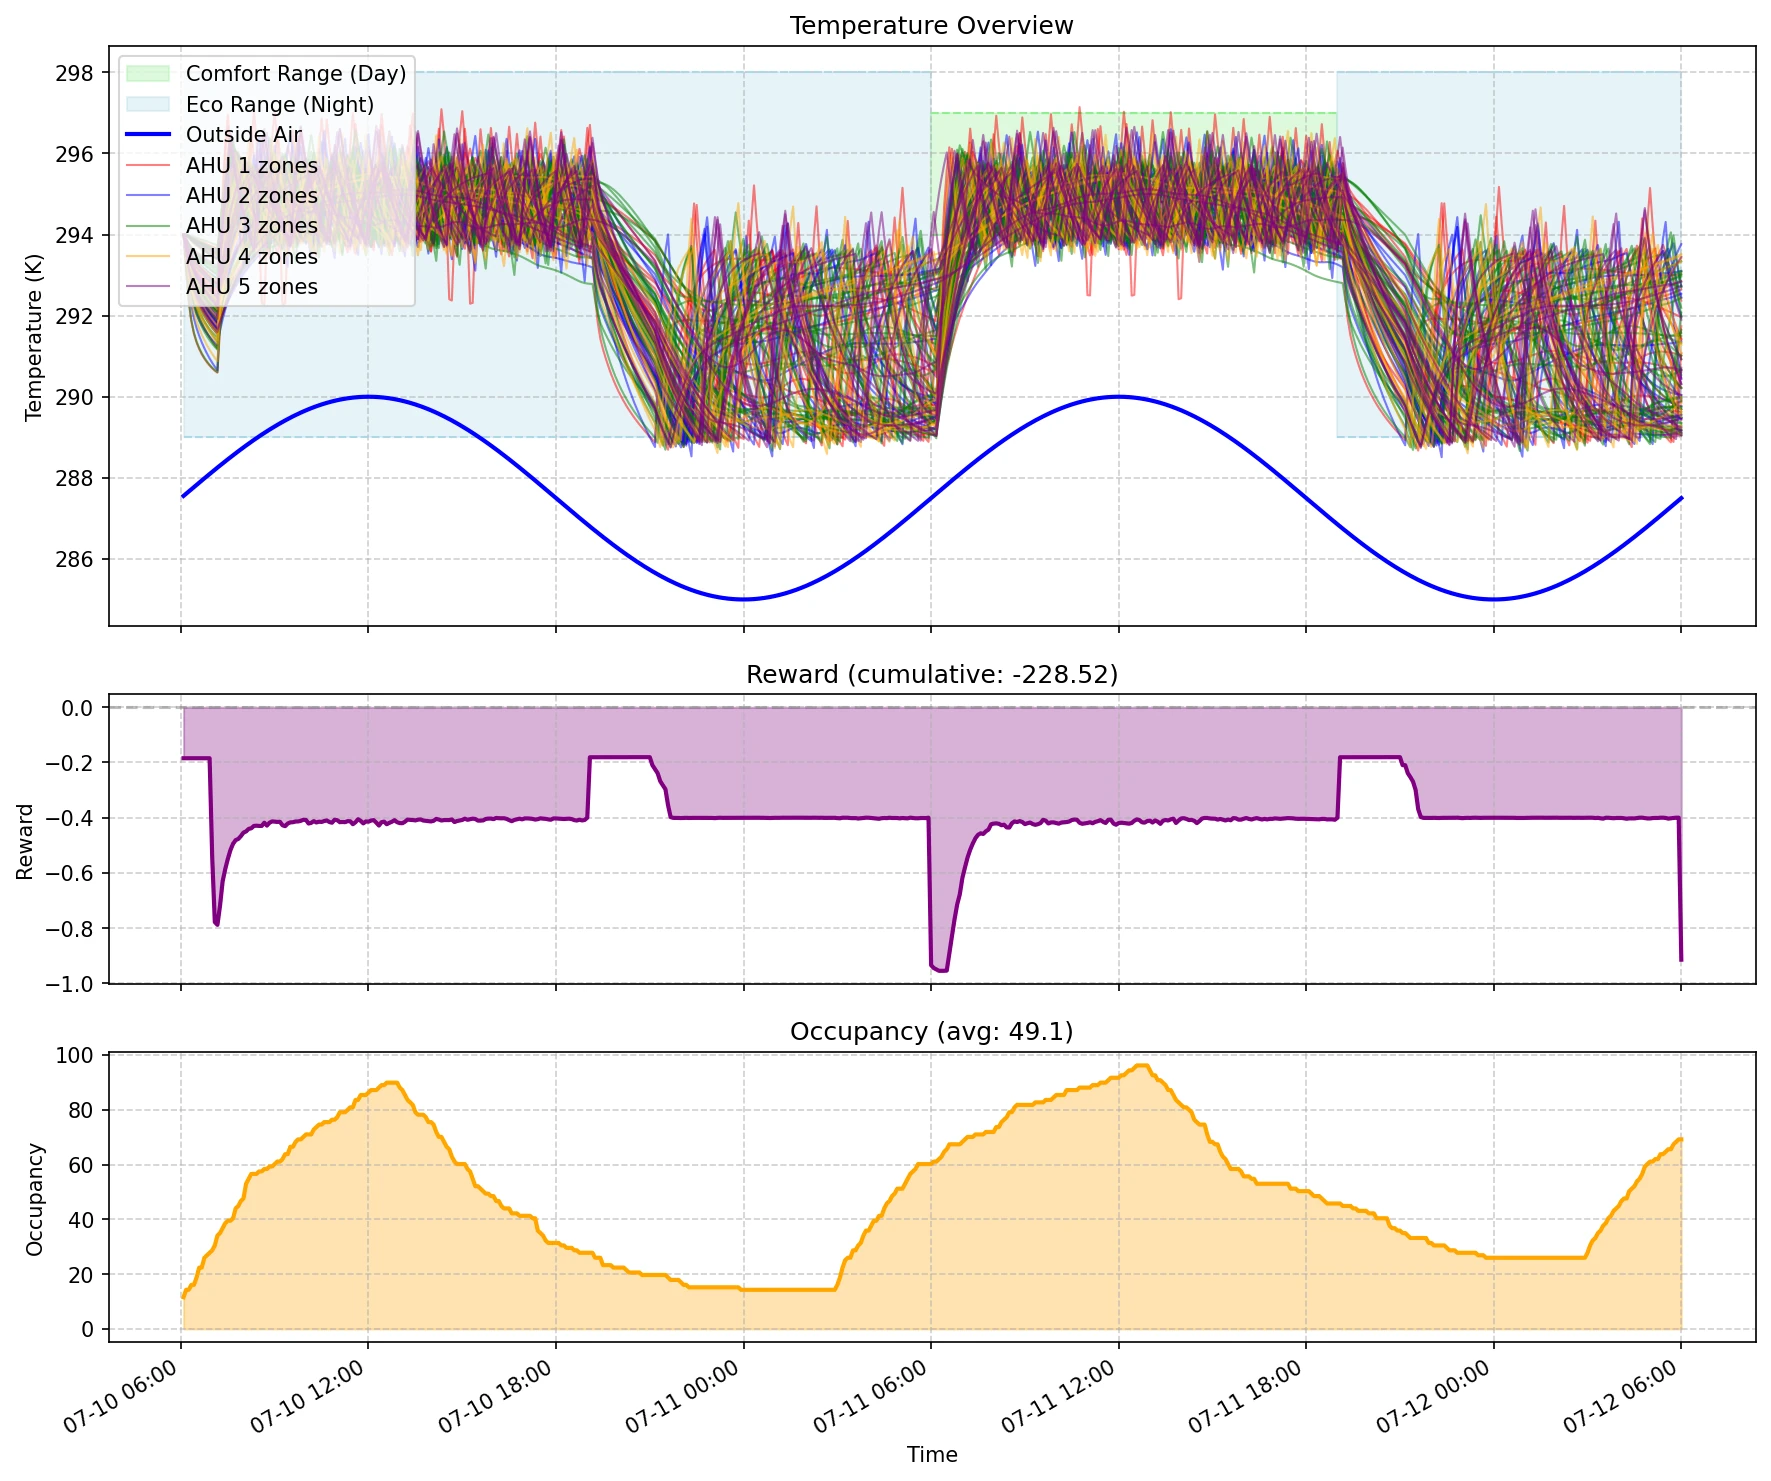 Temperature Overview
298
296
294
292
290
288
286
Temperature (K)
Comfort Range (Day)
Eco Range (Night)
Outside Air
AHU 1 zones
AHU 2 zones
AHU 3 zones
AHU 4 zones
AHU 5 zones
Reward (cumulative: -228.52)
0.0
−0.2
−0.4
−0.6
−0.8
−1.0
Reward
Occupancy (avg: 49.1)
100
80
60
40
20
0
Occupancy
07-10 06:00
07-10 12:00
07-10 18:00
07-11 00:00
07-11 06:00
07-11 12:00
07-11 18:00
07-12 00:00
07-12 06:00
Time